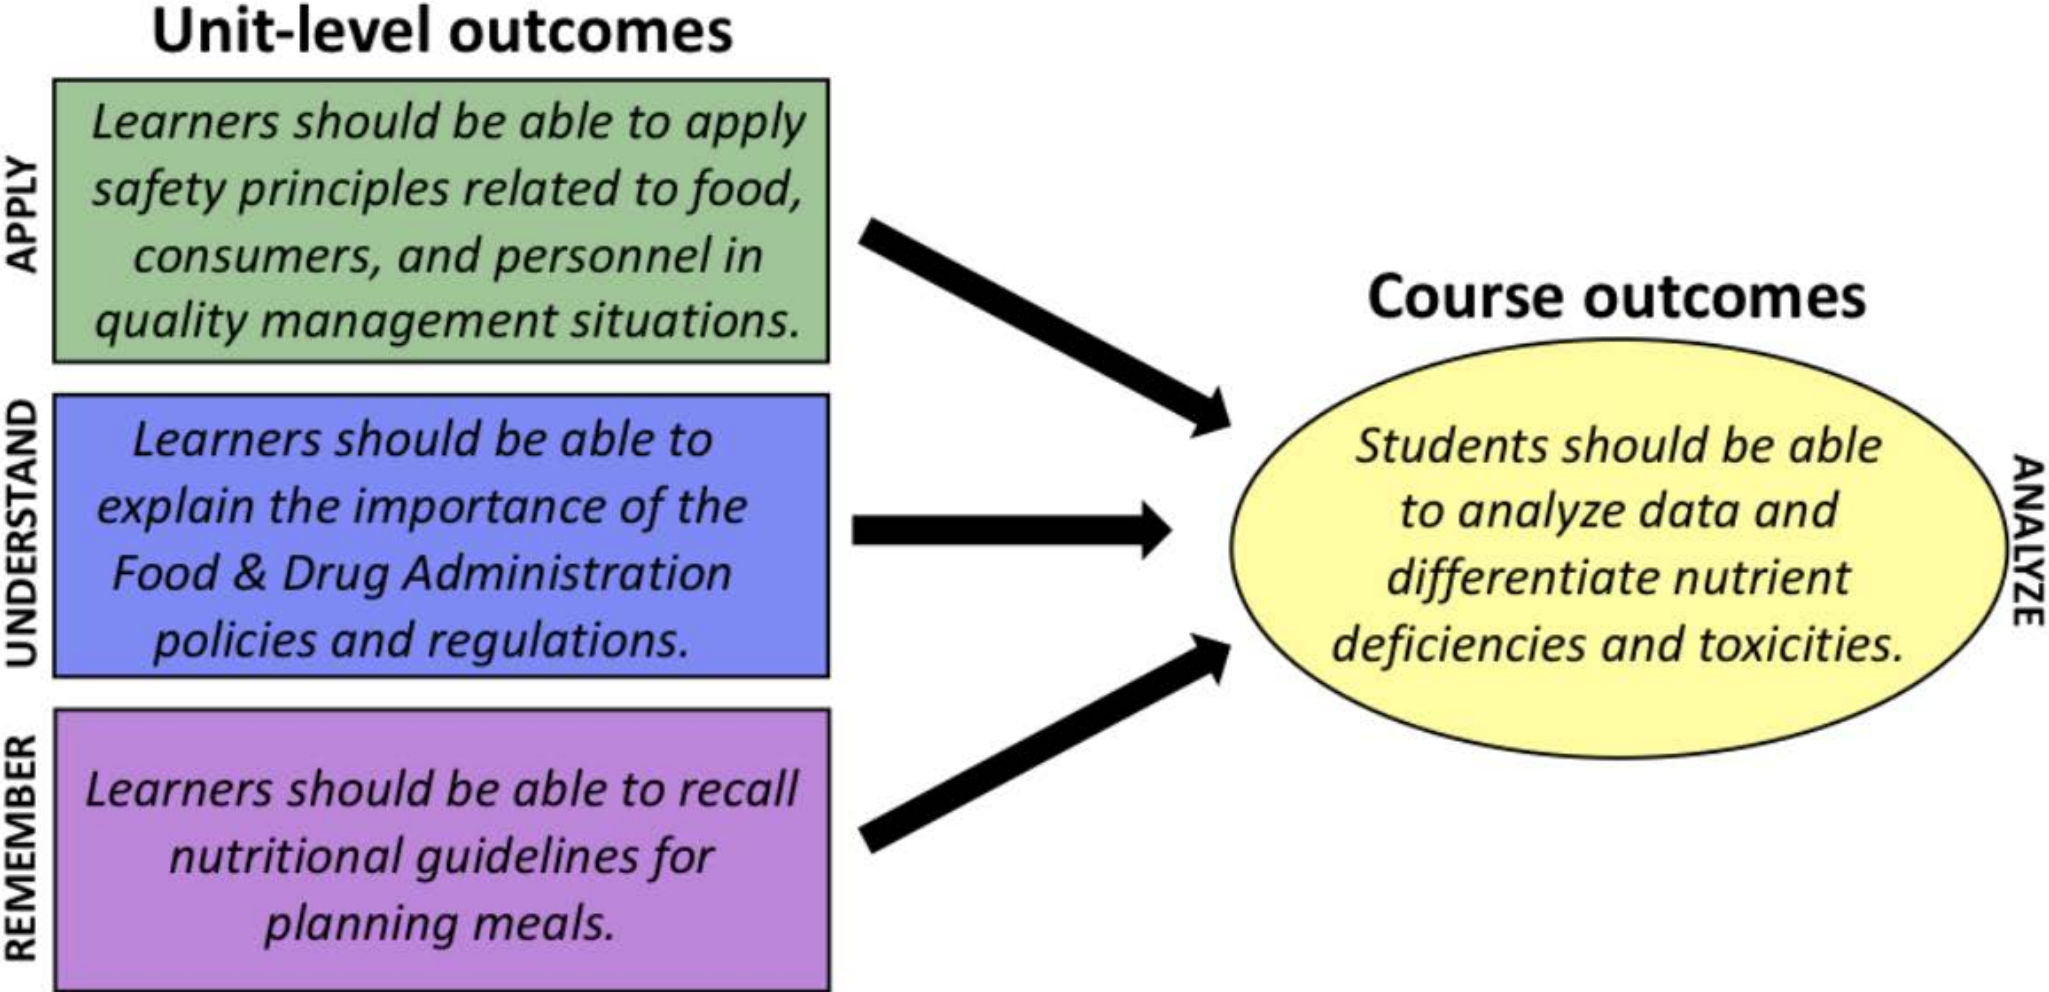 Unit-level outcomes
APPLY
Learners should be able to apply
safety principles related to food,
consumers, and personnel in
quality management situations.
UNDERSTAND
Learners should be able to
explain the importance of the
Food & Drug Administration
policies and regulations.
REMEMBER
Learners should be able to recall
nutritional guidelines for
planning meals.
Course outcomes
Students should be able
to analyze data and
differentiate nutrient
deficiencies and toxicities.
ANALYZE